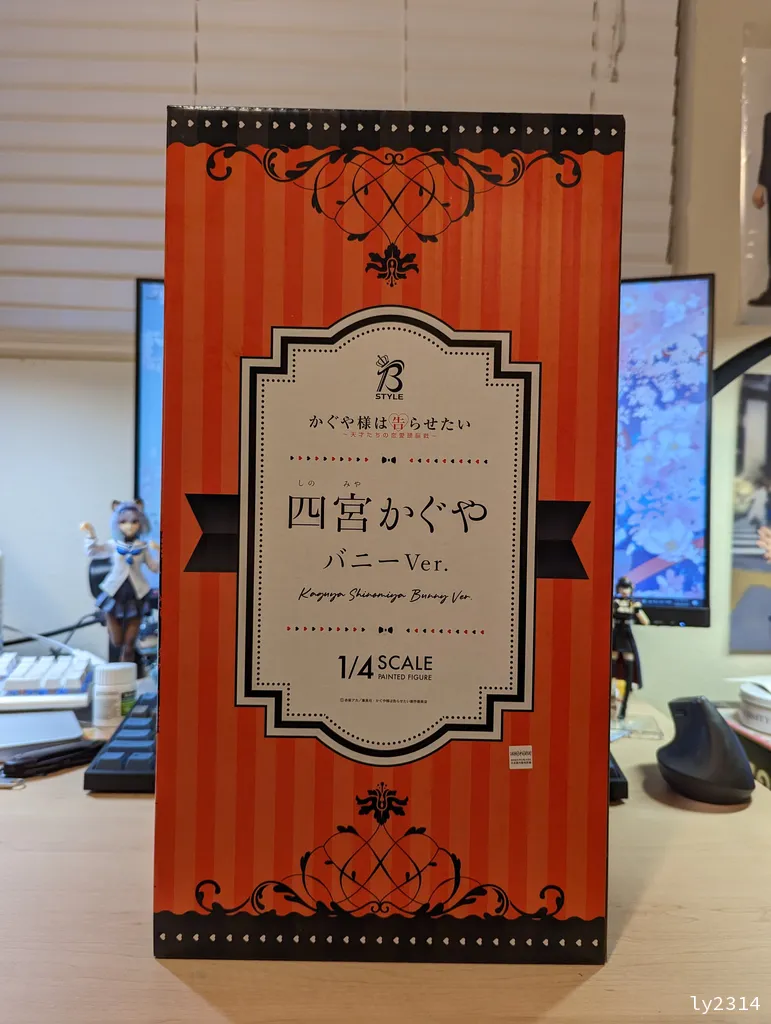 B
STYLE
かぐや様は告らせたい
~天才たちの恋愛頭脳戦~
しの みや
四宮かぐや
バニーVer.
Kaguya Shinomiya Bunny Ver.
1/4 SCALE
PAINTED FIGURE
ly2314